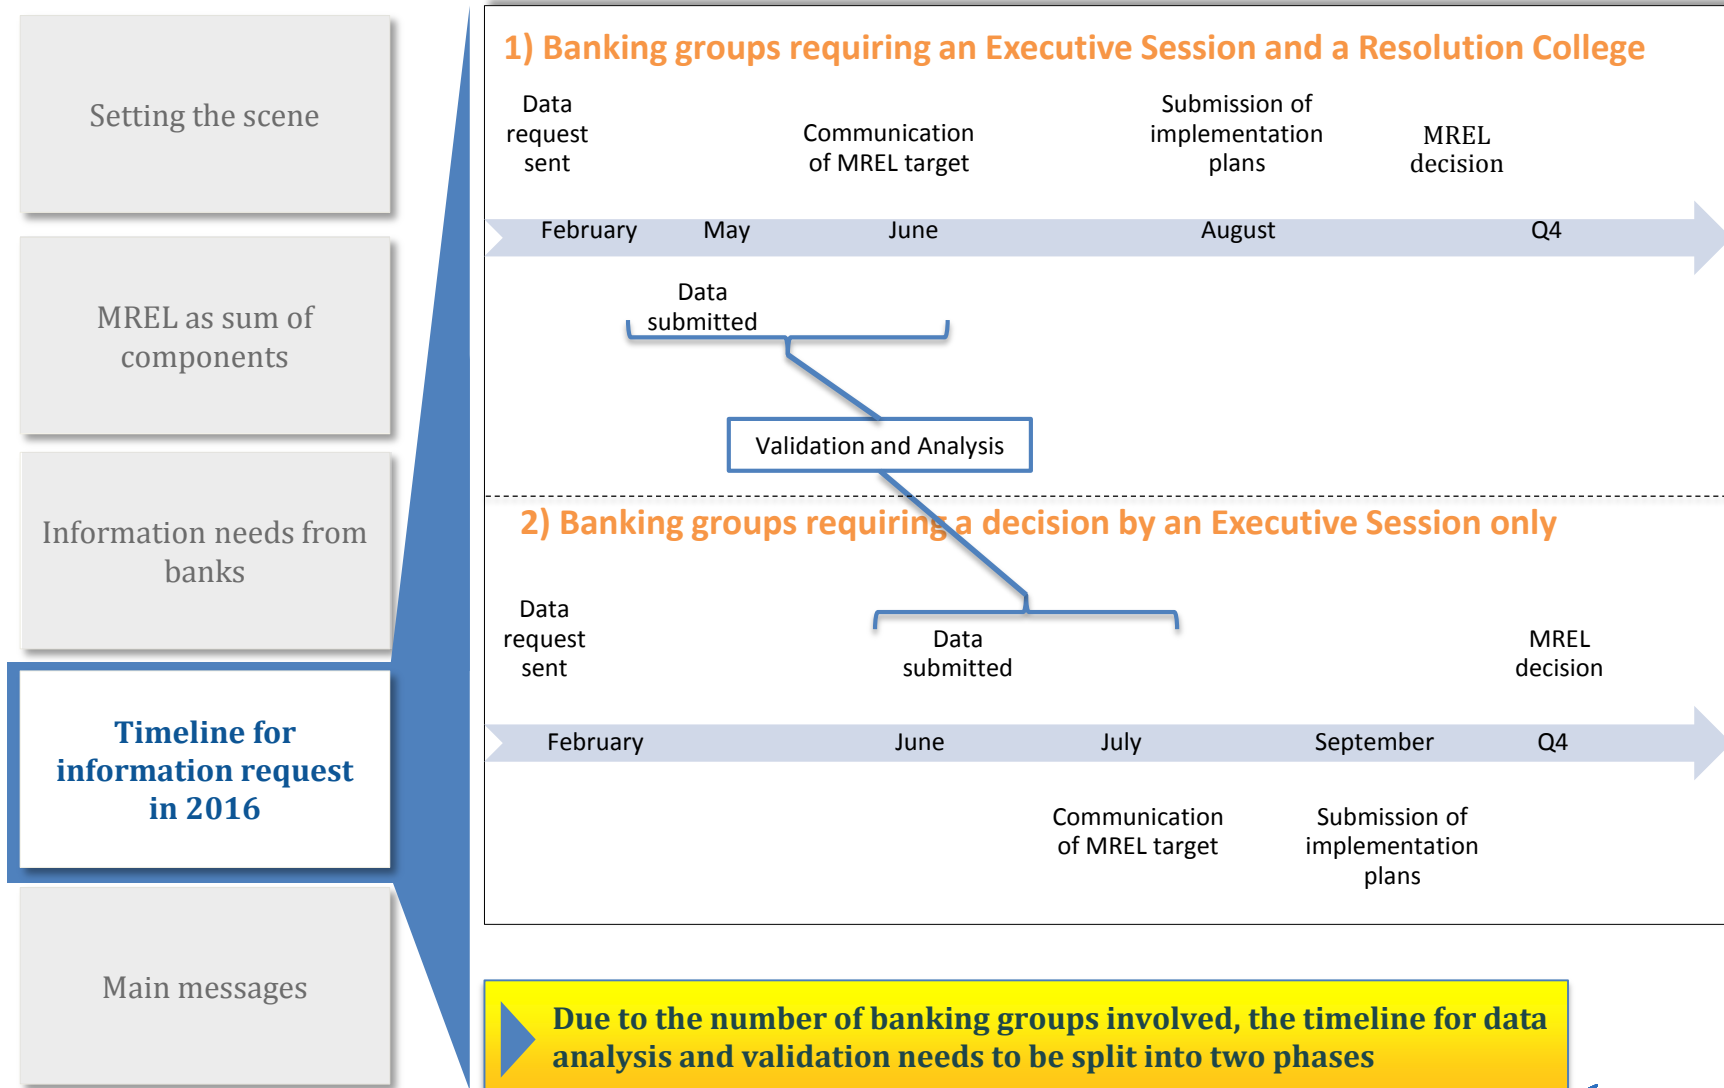 Setting the scene
MREL as sum of
components
Information needs from
banks
Timeline for
information request
in 2016
Main messages
1) Banking groups requiring an Executive Session and a Resolution College
Data
request
sent
Communication
of MREL target
Submission of
implementation
plans
MREL
decision
February May June August Q4
Data
submitted
Validation and Analysis
2) Banking groups requiring a decision by an Executive Session only
Data
request
sent
Data
submitted
MREL
decision
February June July September Q4
Communication
of MREL target
Submission of
implementation
plans
Due to the number of banking groups involved, the timeline for data
analysis and validation needs to be split into two phases